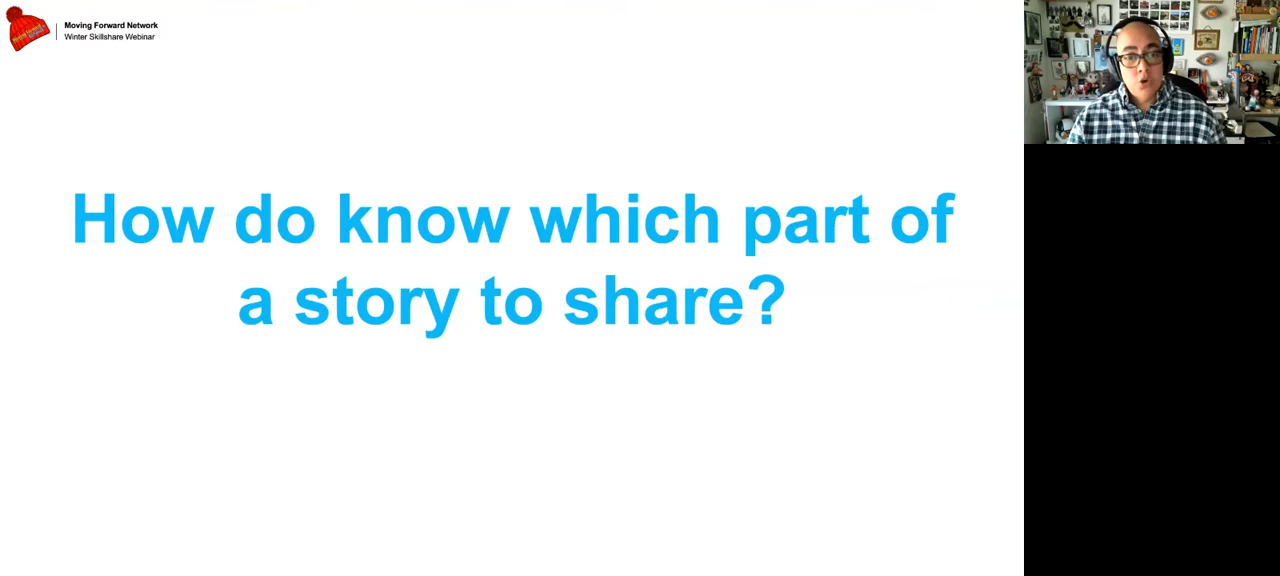 Moving Forward Network
Winter Skillshare Webinar
How do know which part of
a story to share?